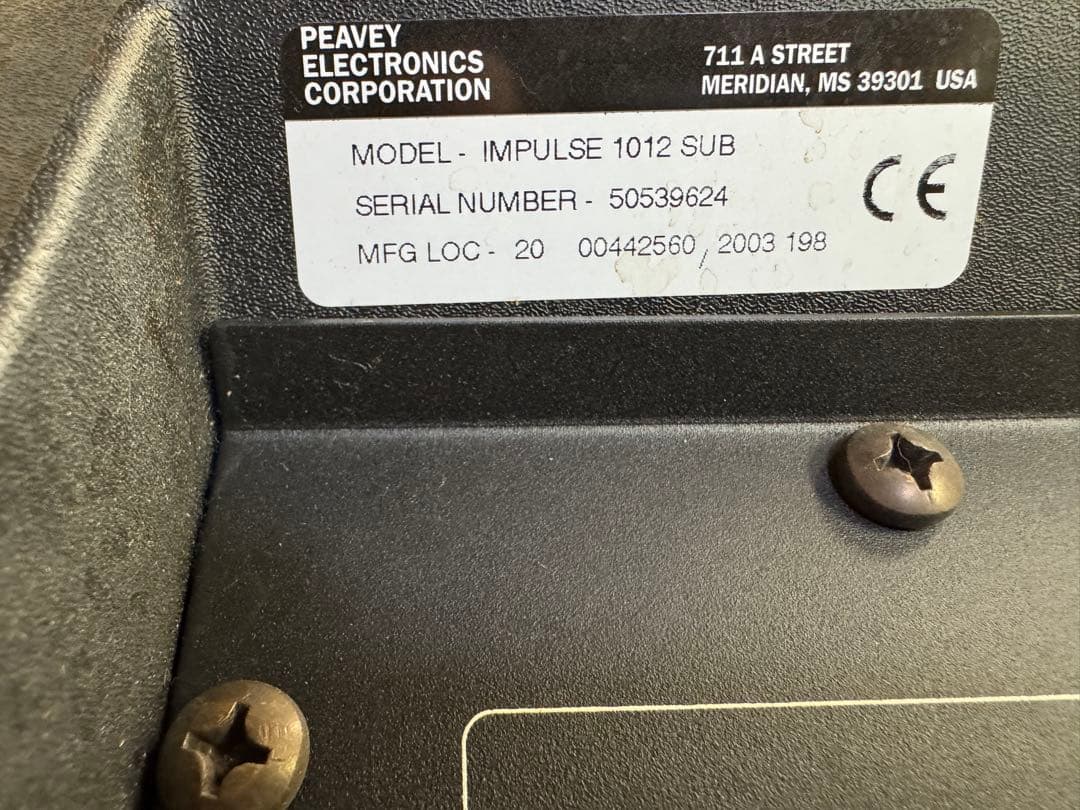 PEAVEY
ELECTRONICS
CORPORATION
711 A STREET
MERIDIAN, MS 39301 USA
MODEL - IMPULSE 1012 SUB
SERIAL NUMBER - 50539624
MFG LOC - 20 00442560 / 2003 198
CE